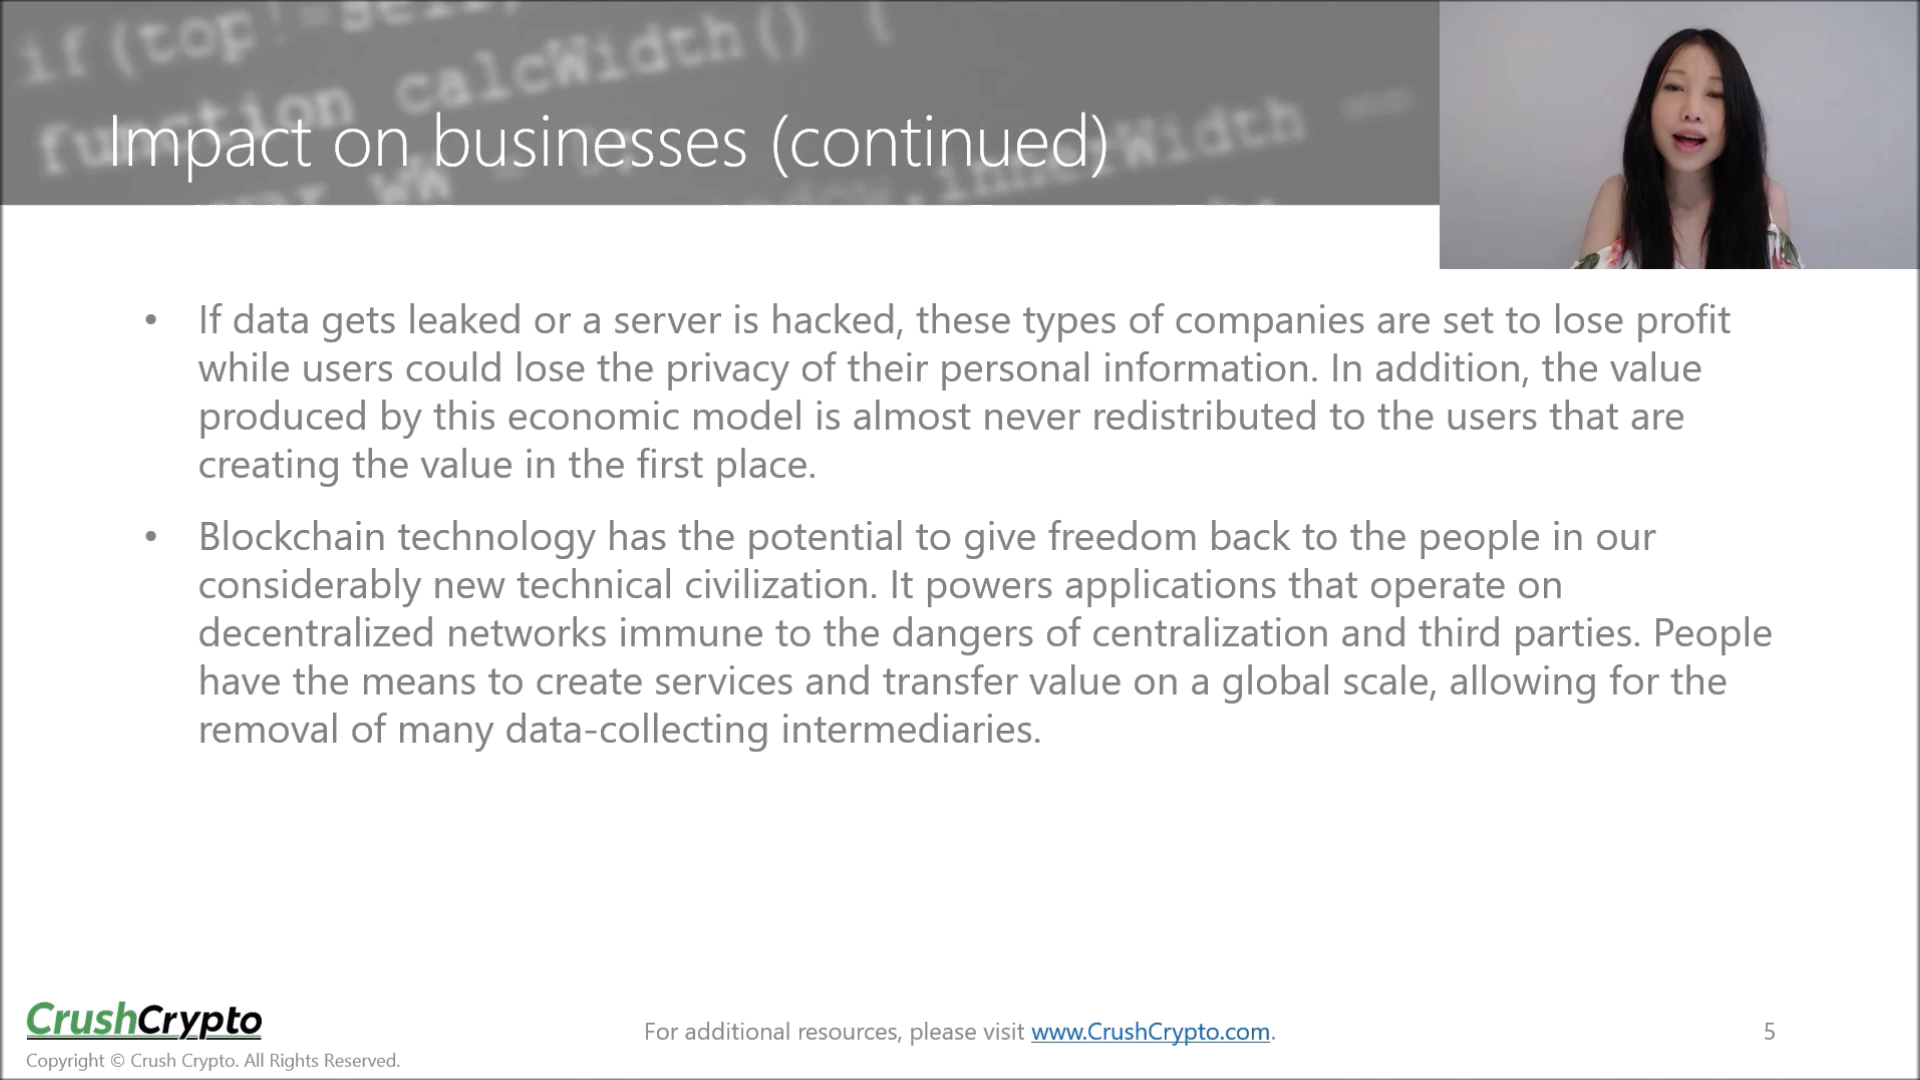 if(top!=self)
function calcWidth() {
Impact on businesses (continued)
• If data gets leaked or a server is hacked, these types of companies are set to lose profit
while users could lose the privacy of their personal information. In addition, the value
produced by this economic model is almost never redistributed to the users that are
creating the value in the first place.
• Blockchain technology has the potential to give freedom back to the people in our
considerably new technical civilization. It powers applications that operate on
decentralized networks immune to the dangers of centralization and third parties. People
have the means to create services and transfer value on a global scale, allowing for the
removal of many data-collecting intermediaries.
CrushCrypto
Copyright © Crush Crypto. All Rights Reserved.
For additional resources, please visit www.CrushCrypto.com.
5